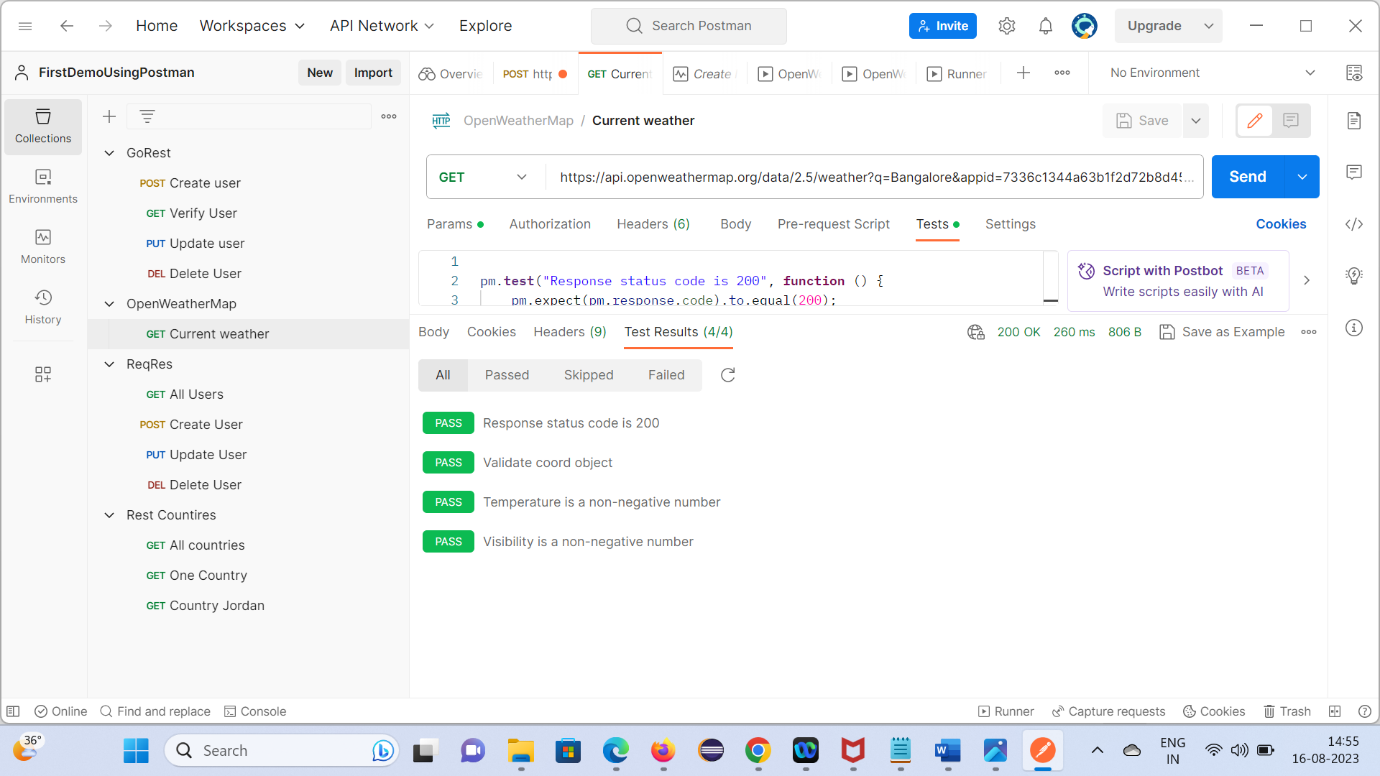 Home Workspaces API Network Explore Search Postman Invite Upgrade
FirstDemoUsingPostman New Import Overvie POST http GET Current Create OpenWe OpenWe Runner No Environment
Collections
Environments
Monitors
History
GoRest
POST Create user
GET Verify User
PUT Update user
DEL Delete User
OpenWeatherMap
GET Current weather
ReqRes
GET All Users
POST Create User
PUT Update User
DEL Delete User
Rest Countires
GET All countries
GET One Country
GET Country Jordan
HTTP OpenWeatherMap / Current weather Save
GET https://api.openweathermap.org/data/2.5/weather?q=Bangalore&appid=7336c1344a63b1f2d72b8d45... Send
Params Authorization Headers (6) Body Pre-request Script Tests Settings Cookies
1
2 pm.test("Response status code is 200", function () {
3 pm.expect(pm.response.code).to.equal(200);
Script with Postbot BETA
Write scripts easily with AI
Body Cookies Headers (9) Test Results (4/4) 200 OK 260 ms 806 B Save as Example
All Passed Skipped Failed
PASS Response status code is 200
PASS Validate coord object
PASS Temperature is a non-negative number
PASS Visibility is a non-negative number
Online Find and replace Console Runner Capture requests Cookies Trash
36° Search ENG 14:55
IN 16-08-2023